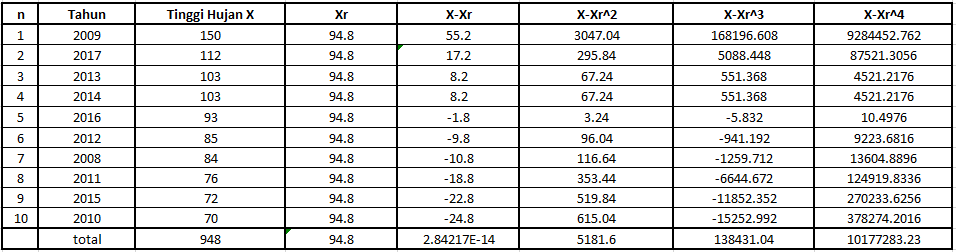 n Tahun Tinggi Hujan X Xr X-Xr X-Xr^2 X-Xr^3 X-Xr^4
1 2009 150 94.8 55.2 3047.04 168196.608 9284452.762
2 2017 112 94.8 17.2 295.84 5088.448 87521.3056
3 2013 103 94.8 8.2 67.24 551.368 4521.2176
4 2014 103 94.8 8.2 67.24 551.368 4521.2176
5 2016 93 94.8 -1.8 3.24 -5.832 10.4976
6 2012 85 94.8 -9.8 96.04 -941.192 9223.6816
7 2008 84 94.8 -10.8 116.64 -1259.712 13604.8896
8 2011 76 94.8 -18.8 353.44 -6644.672 124919.8336
9 2015 72 94.8 -22.8 519.84 -11852.352 270233.6256
10 2010 70 94.8 -24.8 615.04 -15252.992 378274.2016
total 948 94.8 2.84217E-14 5181.6 138431.04 10177283.23